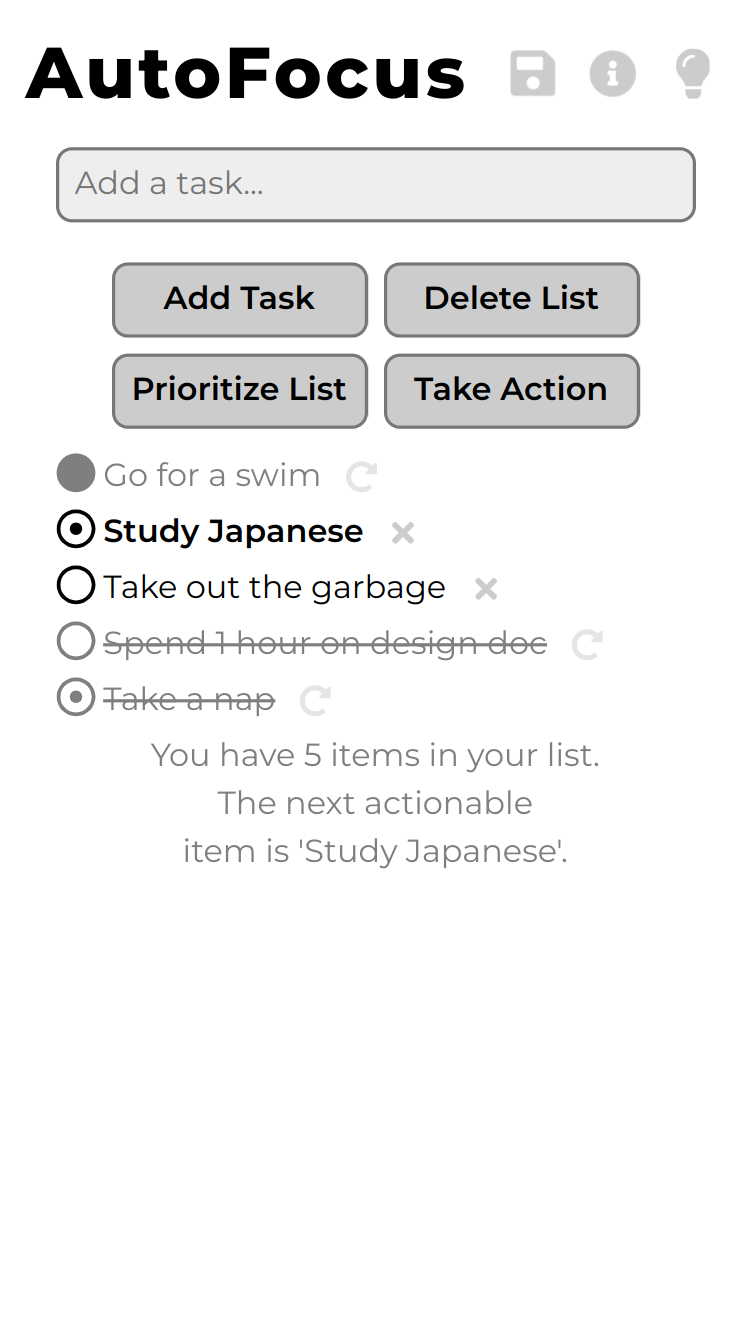 AutoFocus
Add a task...
Add Task
Delete List
Prioritize List
Take Action
Go for a swim
Study Japanese
Take out the garbage
Spend 1 hour on design doc
Take a nap
You have 5 items in your list.
The next actionable
item is 'Study Japanese'.